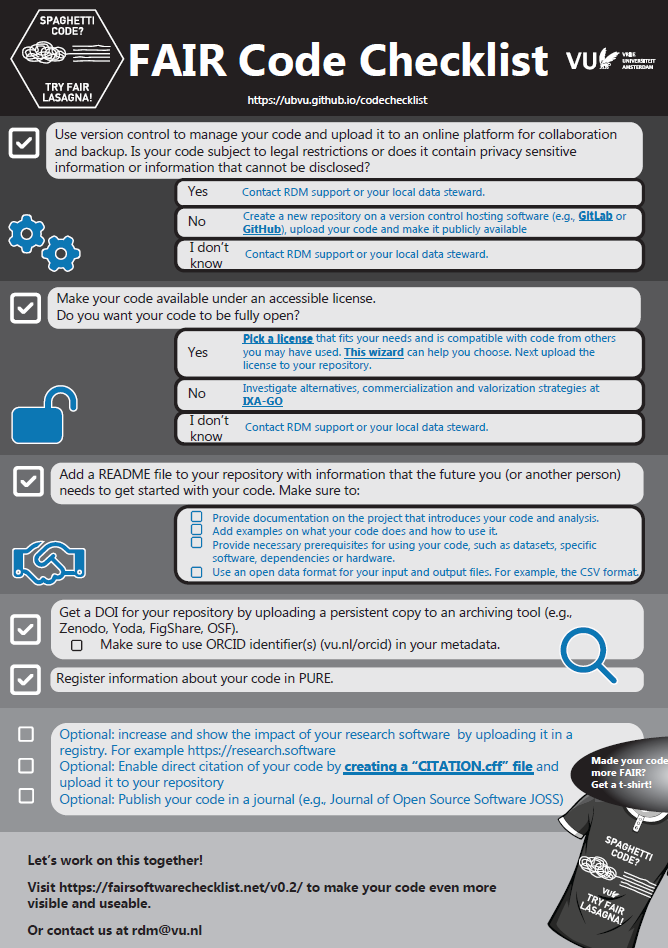 SPAGHETTI
CODE?
TRY FAIR
LASAGNA!
FAIR Code Checklist
VU
VRIJE
UNIVERSITEIT
AMSTERDAM
https://ubvu.github.io/codechecklist
Use version control to manage your code and upload it to an online platform for collaboration
and backup. Is your code subject to legal restrictions or does it contain privacy sensitive
information or information that cannot be disclosed?
Yes
Contact RDM support or your local data steward.
No
Create a new repository on a version control hosting software (e.g., GitLab or
GitHub), upload your code and make it publicly available
I don't
know
Contact RDM support or your local data steward.
Make your code available under an accessible license.
Do you want your code to be fully open?
Yes
Pick a license that fits your needs and is compatible with code from others
you may have used. This wizard can help you choose. Next upload the
license to your repository.
No
Investigate alternatives, commercialization and valorization strategies at
IXA-GO
I don't
know
Contact RDM support or your local data steward.
Add a README file to your repository with information that the future you (or another person)
needs to get started with your code. Make sure to:
Provide documentation on the project that introduces your code and analysis.
Add examples on what your code does and how to use it.
Provide necessary prerequisites for using your code, such as datasets, specific
software, dependencies or hardware.
Use an open data format for your input and output files. For example, the CSV format.
Get a DOI for your repository by uploading a persistent copy to an archiving tool (e.g.,
Zenodo, Yoda, FigShare, OSF).
Make sure to use ORCID identifier(s) (vu.nl/orcid) in your metadata.
Register information about your code in PURE.
Optional: increase and show the impact of your research software by uploading it in a
registry. For example https://research.software
Optional: Enable direct citation of your code by creating a "CITATION.cff" file and
upload it to your repository
Optional: Publish your code in a journal (e.g., Journal of Open Source Software JOSS)
Made your code
more FAIR?
Get a t-shirt!
SPAGHETTI
CODE?
VU
TRY FAIR
LASAGNA!
Let's work on this together!
Visit https://fairsoftwarechecklist.net/v0.2/ to make your code even more
visible and useable.
Or contact us at rdm@vu.nl